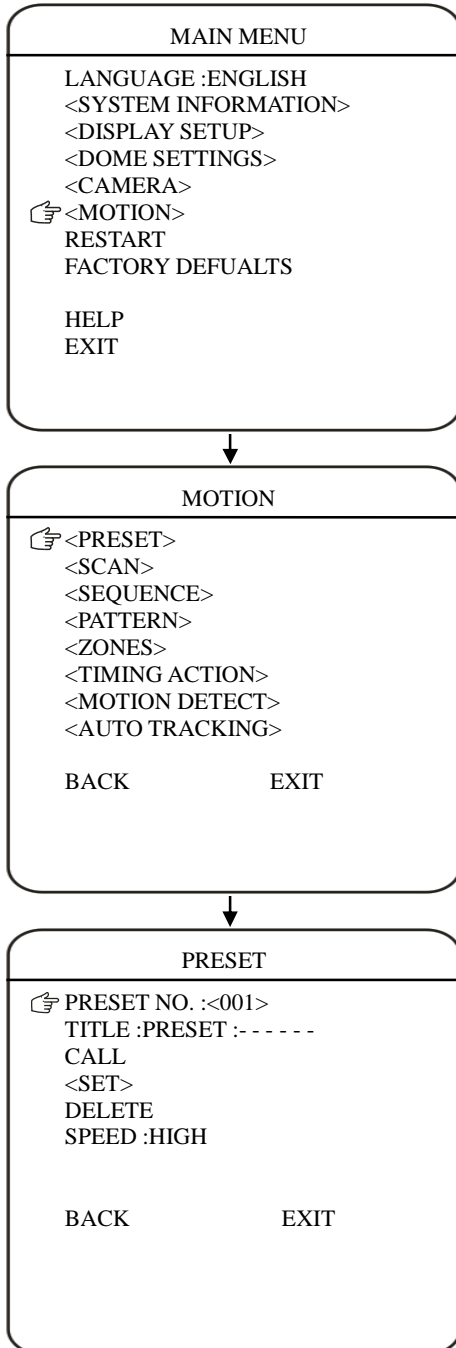 MAIN MENU
LANGUAGE :ENGLISH
<SYSTEM INFORMATION>
<DISPLAY SETUP>
<DOME SETTINGS>
<CAMERA>
<MOTION>
RESTART
FACTORY DEFUALTS
HELP
EXIT
MOTION
<PRESET>
<SCAN>
<SEQUENCE>
<PATTERN>
<ZONES>
<TIMING ACTION>
<MOTION DETECT>
<AUTO TRACKING>
BACK EXIT
PRESET
PRESET NO. :<001>
TITLE :PRESET :- - - - - -
CALL
<SET>
DELETE
SPEED :HIGH
BACK EXIT